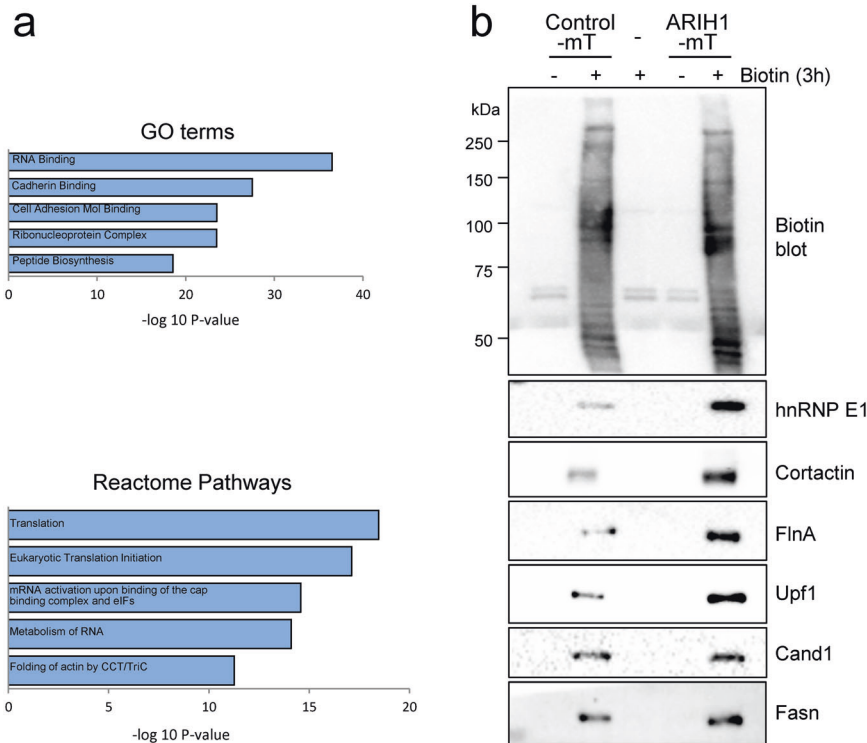 a
GO terms
RNA Binding
Cadherin Binding
Cell Adhesion Mol Binding
Ribonucleoprotein Complex
Peptide Biosynthesis
0 10 20 30 40
-log 10 P-value
Reactome Pathways
Translation
Eukaryotic Translation Initiation
mRNA activation upon binding of the cap
binding complex and eIFs
Metabolism of RNA
Folding of actin by CCT/TriC
0 5 10 15 20
-log 10 P-value
b
Control
-mT
-
ARIH1
-mT
- + + - + Biotin (3h)
kDa
250
150
100
75
50
Biotin
blot
hnRNP E1
Cortactin
FlnA
Upf1
Cand1
Fasn